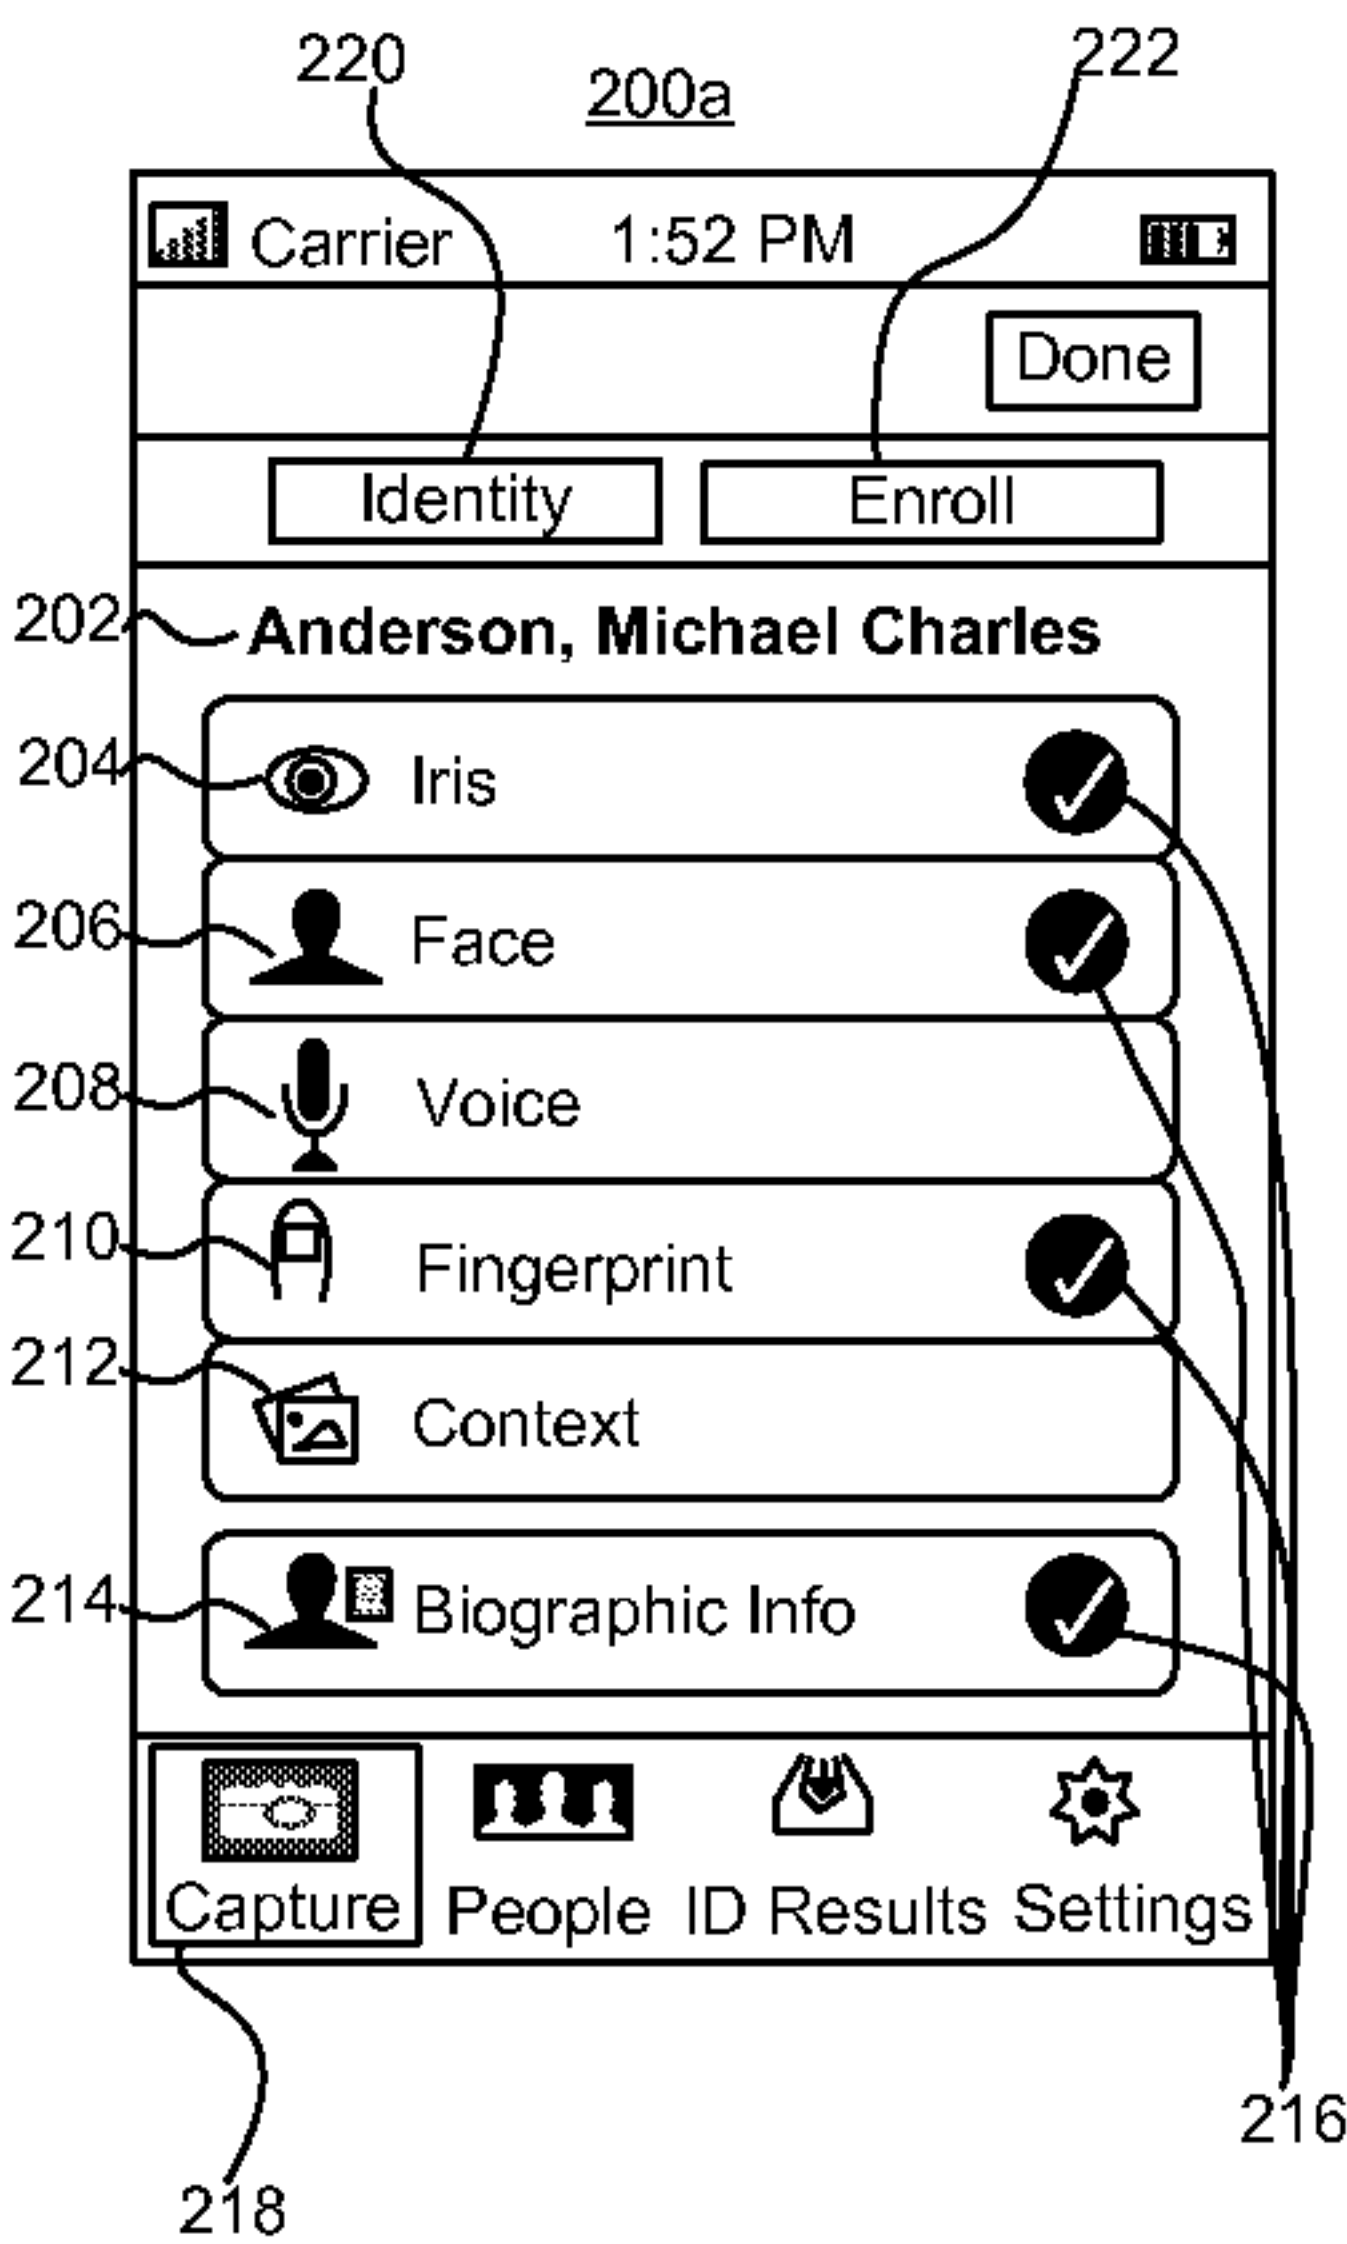 220
222
200a
Carrier 1:52 PM
Done
Identity Enroll
202 Anderson, Michael Charles
204 Iris
206 Face
208 Voice
210 Fingerprint
212 Context
214 Biographic Info
Capture People ID Results Settings
216
218